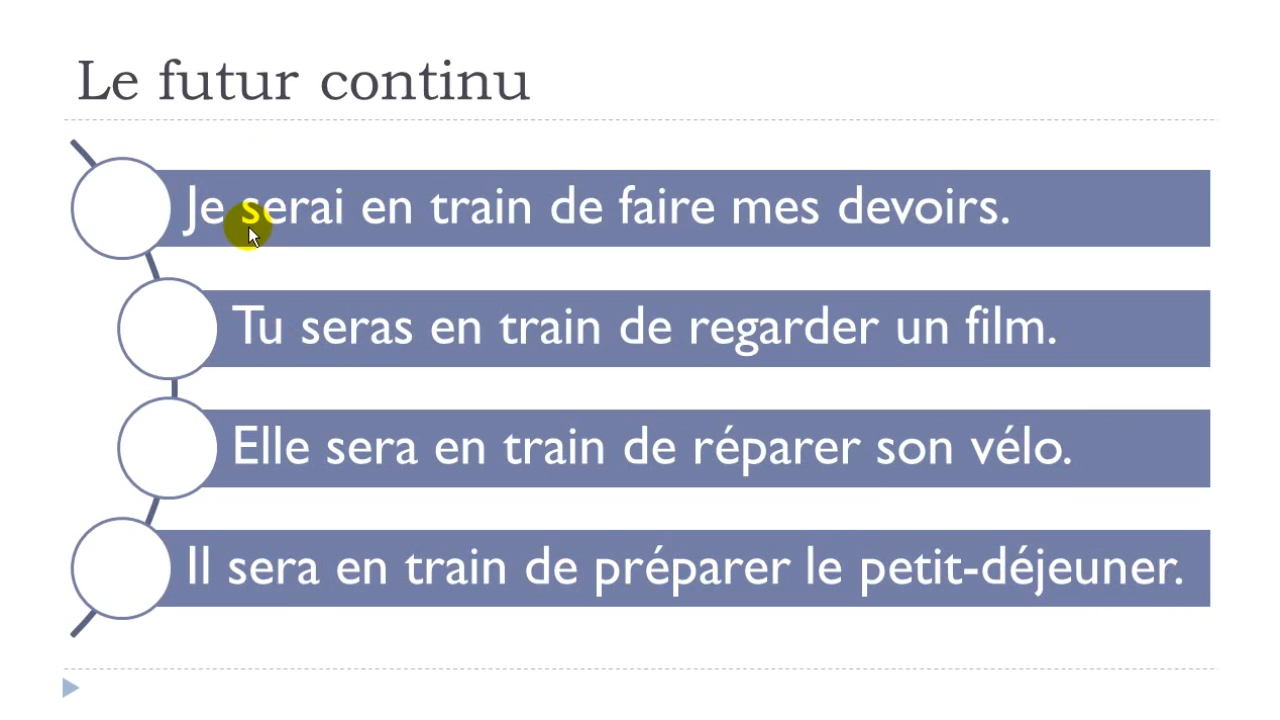 Le futur continu
Je serai en train de faire mes devoirs.
Tu seras en train de regarder un film.
Elle sera en train de réparer son vélo.
Il sera en train de préparer le petit-déjeuner.